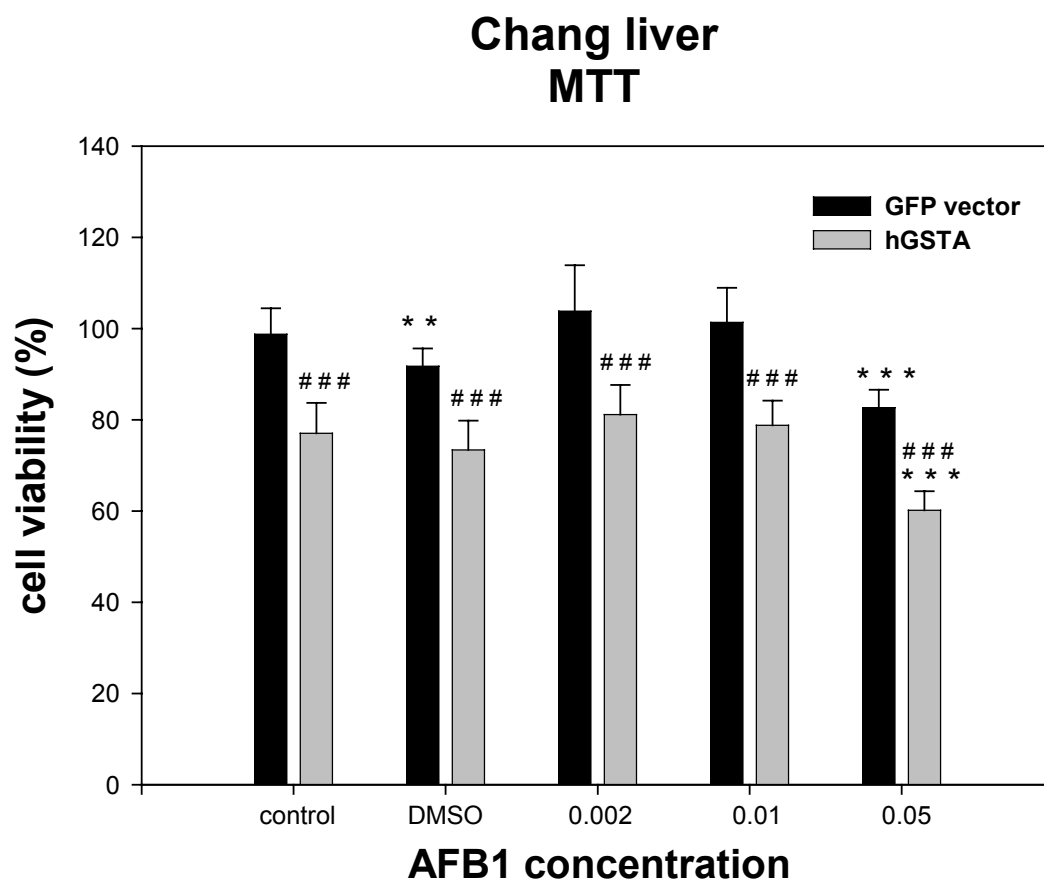 Chang liver
MTT
140
120
100
80
60
40
20
0
cell viability (%)
GFP vector
hGSTA
###
**
###
###
###
***
###
***
control DMSO 0.002 0.01 0.05
AFB1 concentration